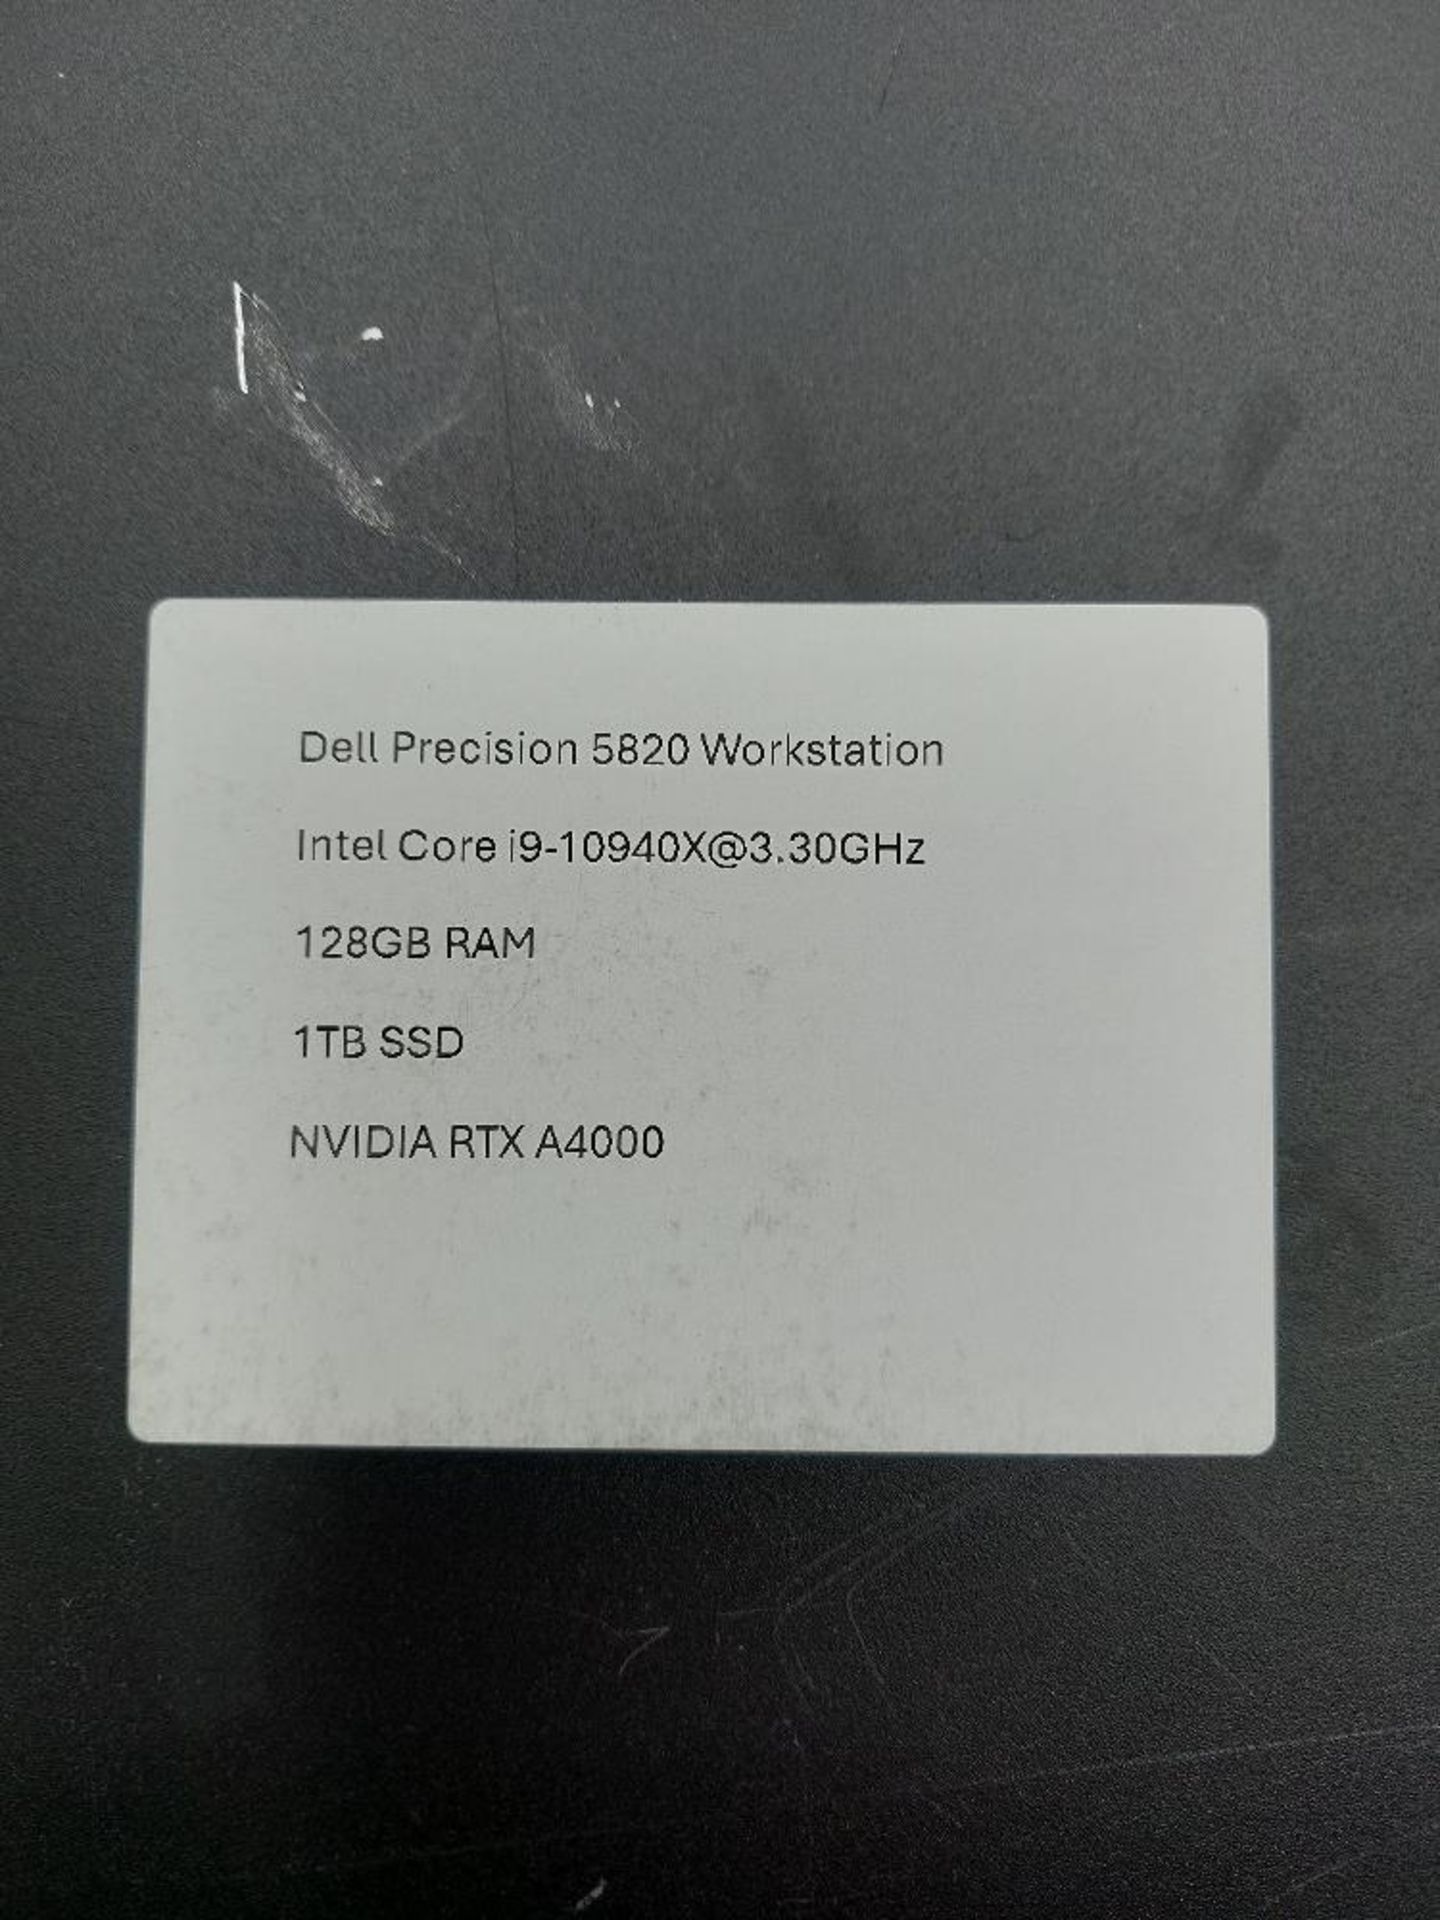 Dell Precision 5820 Workstation
Intel Core i9-10940X@3.30GHz
128GB RAM
1TB SSD
NVIDIA RTX A4000